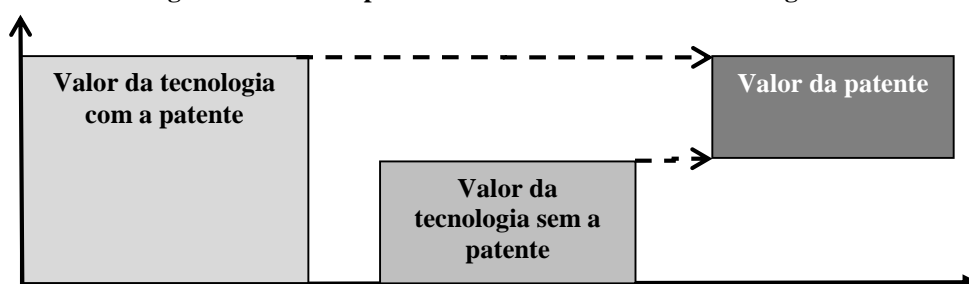 Valor da tecnologia
com a patente
Valor da patente
Valor da
tecnologia sem a
patente